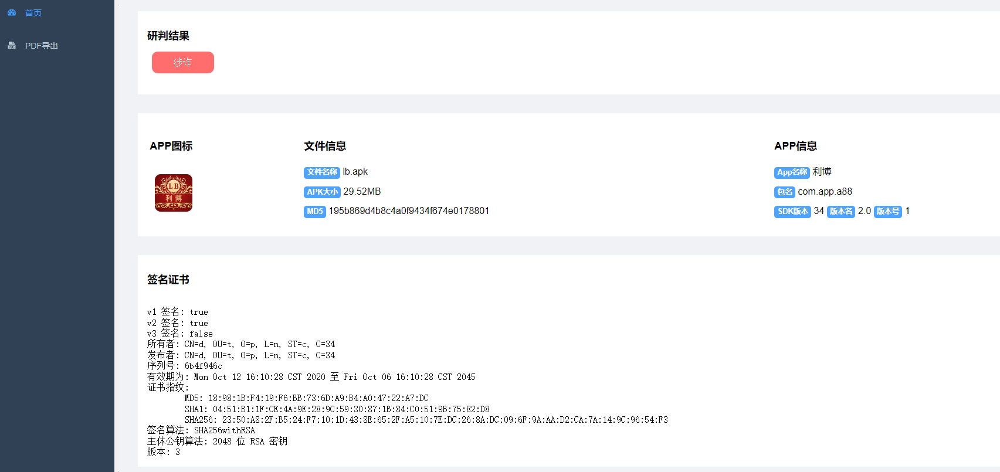 首页
PDF导出
研判结果
涉诈
APP图标
LB
利博
文件信息
文件名称 lb.apk
APK大小 29.52MB
MD5 195b869d4b8c4a0f9434f674e0178801
APP信息
App名称 利博
包名 com.app.a88
SDK版本 34 版本名 2.0 版本号 1
签名证书
v1 签名: true
v2 签名: true
v3 签名: false
所有者: CN=d, OU=t, O=p, L=n, ST=c, C=34
发布者: CN=d, OU=t, O=p, L=n, ST=c, C=34
序列号: 6b4f946c
有效期为: Mon Oct 12 16:10:28 CST 2020 至 Fri Oct 06 16:10:28 CST 2045
证书指纹:
MD5: 18:98:1B:F4:19:F6:BB:73:6D:A9:B4:A0:47:22:A7:DC
SHA1: 04:51:B1:1F:CE:4A:9E:28:9C:59:30:87:1B:84:C0:51:9B:75:82:D8
SHA256: 23:50:A8:2F:B5:24:F7:10:1D:43:8E:65:2F:A5:10:7E:DC:26:8A:DC:09:6F:9A:AA:D2:CA:7A:14:9C:96:54:F3
签名算法: SHA256withRSA
主体公钥算法: 2048 位 RSA 密钥
版本: 3